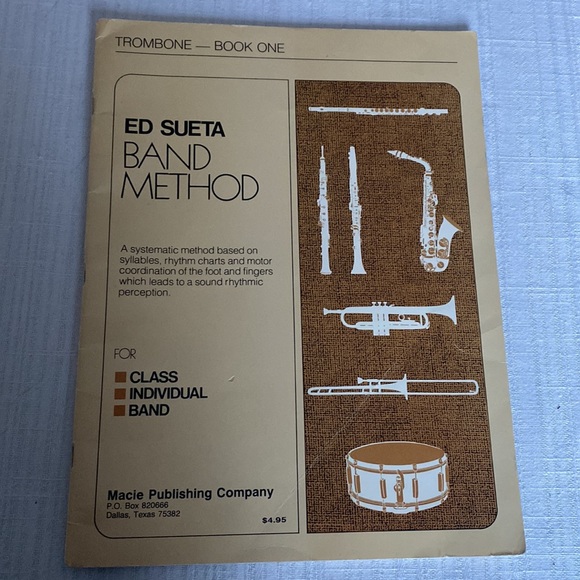 TROMBONE — BOOK ONE
ED SUETA
BAND
METHOD
A systematic method based on
syllables, rhythm charts and motor
coordination of the foot and fingers
which leads to a sound rhythmic
perception.
FOR
CLASS
INDIVIDUAL
BAND
Macie Publishing Company
P.O. Box 820666
Dallas, Texas 75382
$4.95